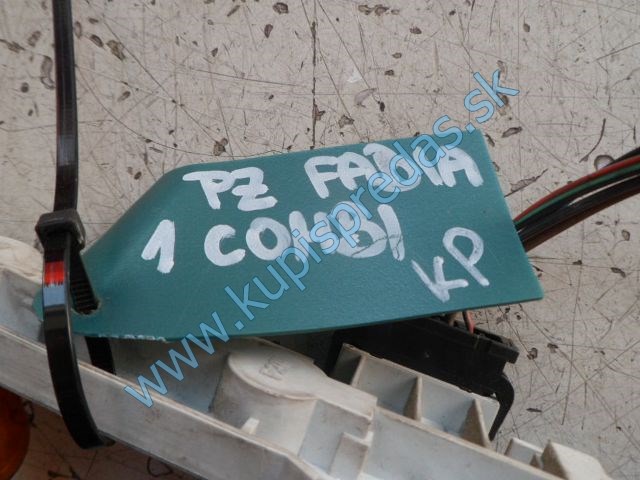 PZ FABIA
1 COMBI
KP
www.kupispredas.sk